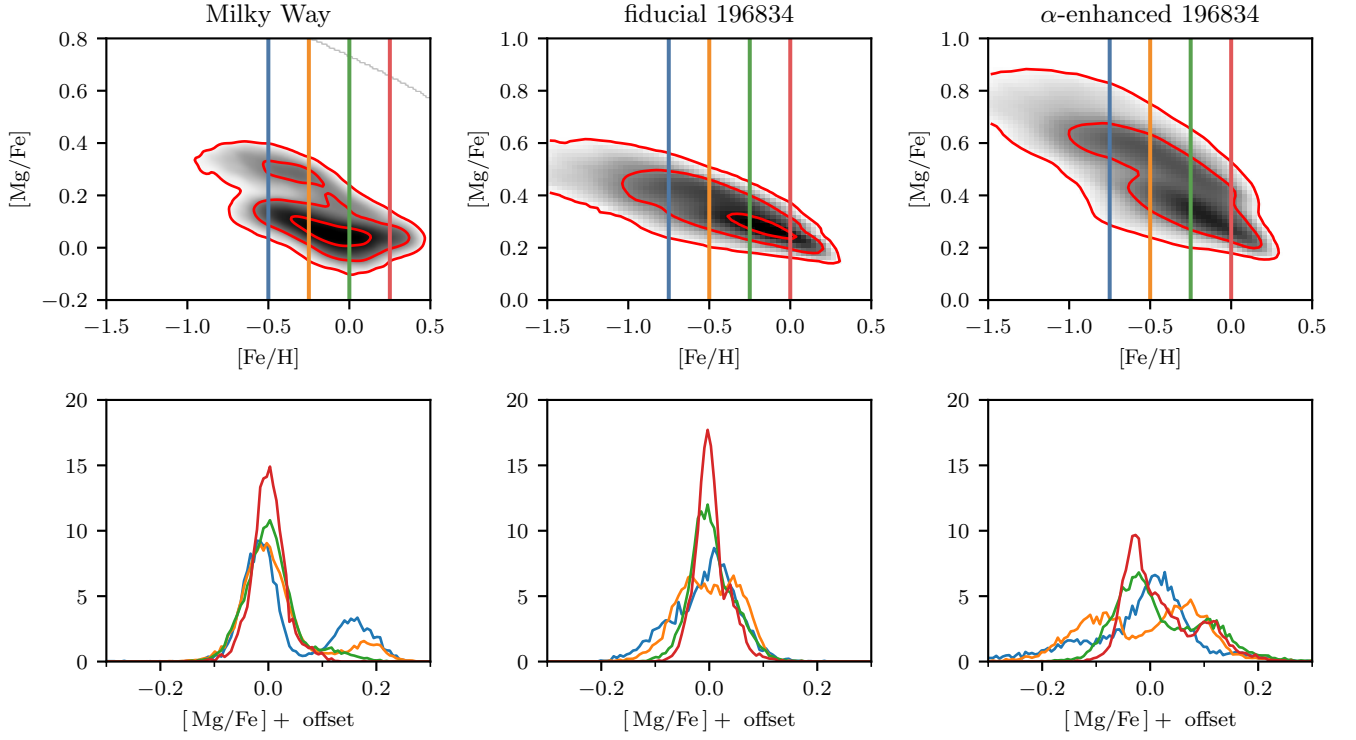 Milky Way
fiducial 196834
α-enhanced 196834
0.8
0.6
0.4
0.2
0.0
−0.2
[Mg/Fe]
−1.5 −1.0 −0.5 0.0 0.5
[Fe/H]
1.0
0.8
0.6
0.4
0.2
0.0
[Mg/Fe]
−1.5 −1.0 −0.5 0.0 0.5
[Fe/H]
1.0
0.8
0.6
0.4
0.2
0.0
[Mg/Fe]
−1.5 −1.0 −0.5 0.0 0.5
[Fe/H]
20
15
10
5
0
−0.2 0.0 0.2
[Mg/Fe] + offset
20
15
10
5
0
−0.2 0.0 0.2
[Mg/Fe] + offset
20
15
10
5
0
−0.2 0.0 0.2
[Mg/Fe] + offset